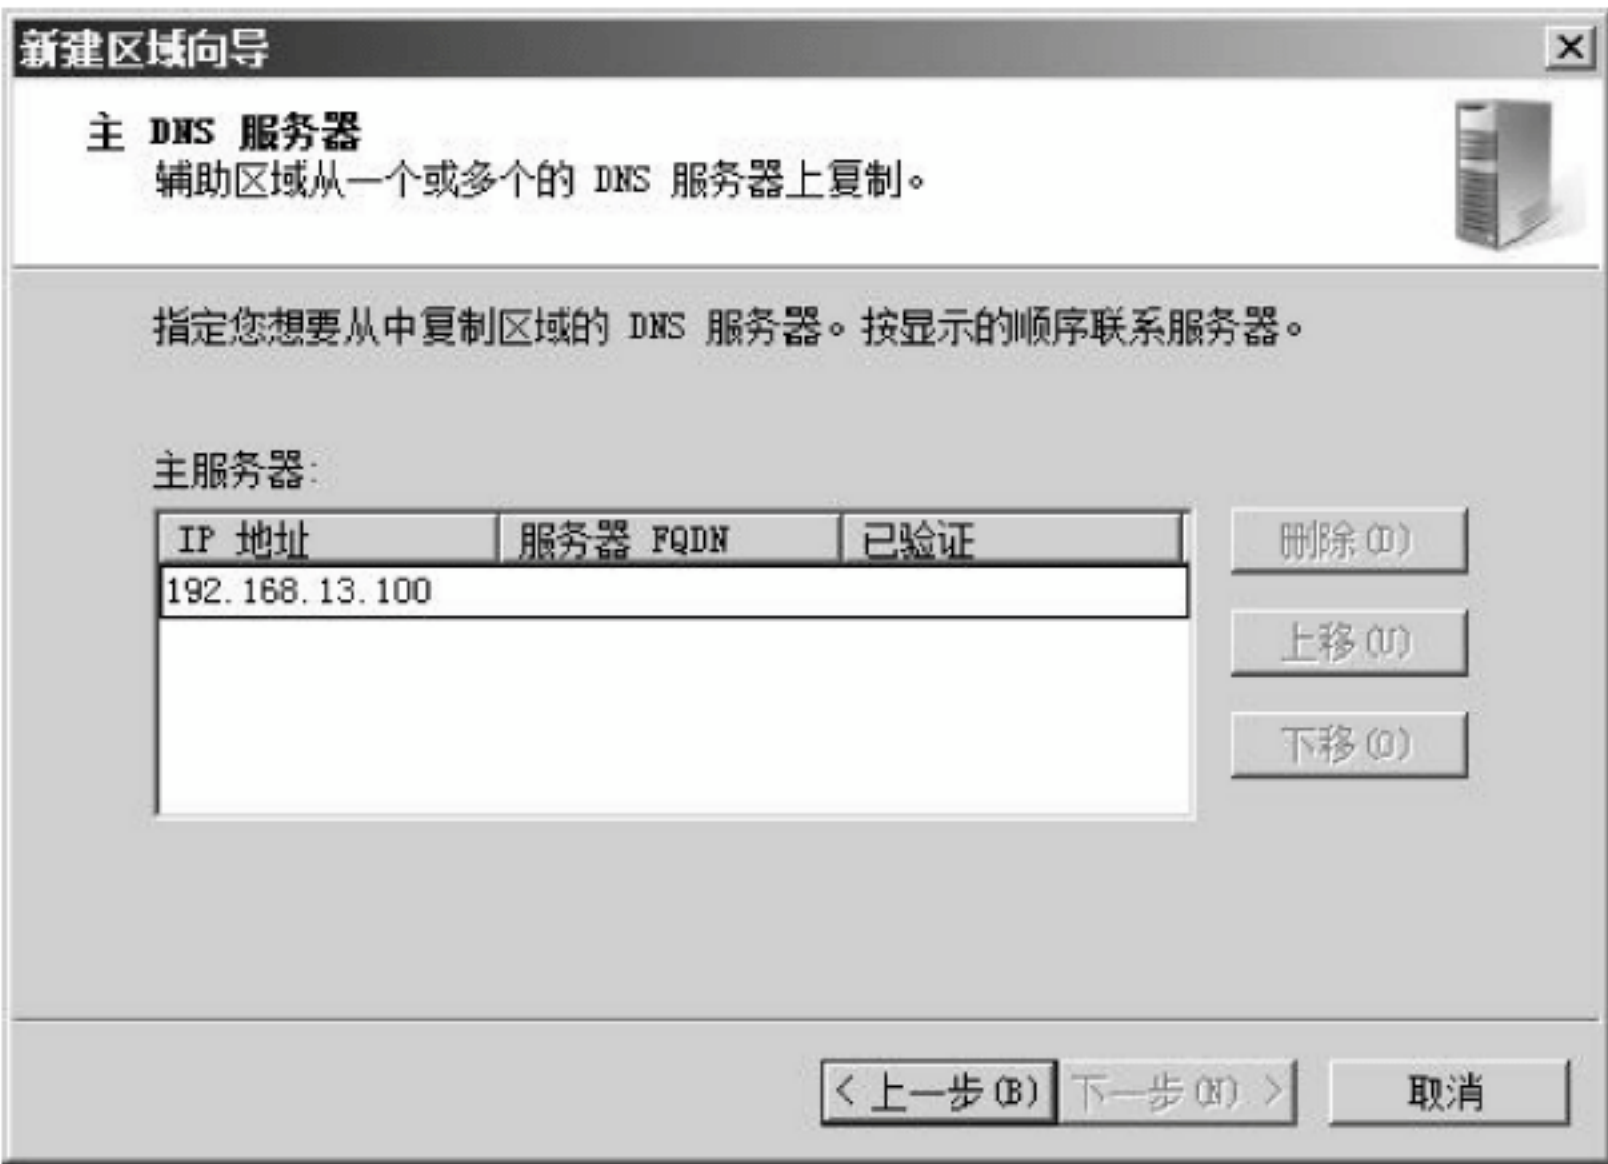 新建区域向导
主 DNS 服务器
辅助区域从一个或多个的 DNS 服务器上复制。
指定您想要从中复制区域的 DNS 服务器。按显示的顺序联系服务器。
主服务器:
IP 地址 服务器 FQDN 已验证
192.168.13.100
删除(D)
上移(U)
下移(O)
< 上一步(B) 下一步(N) > 取消